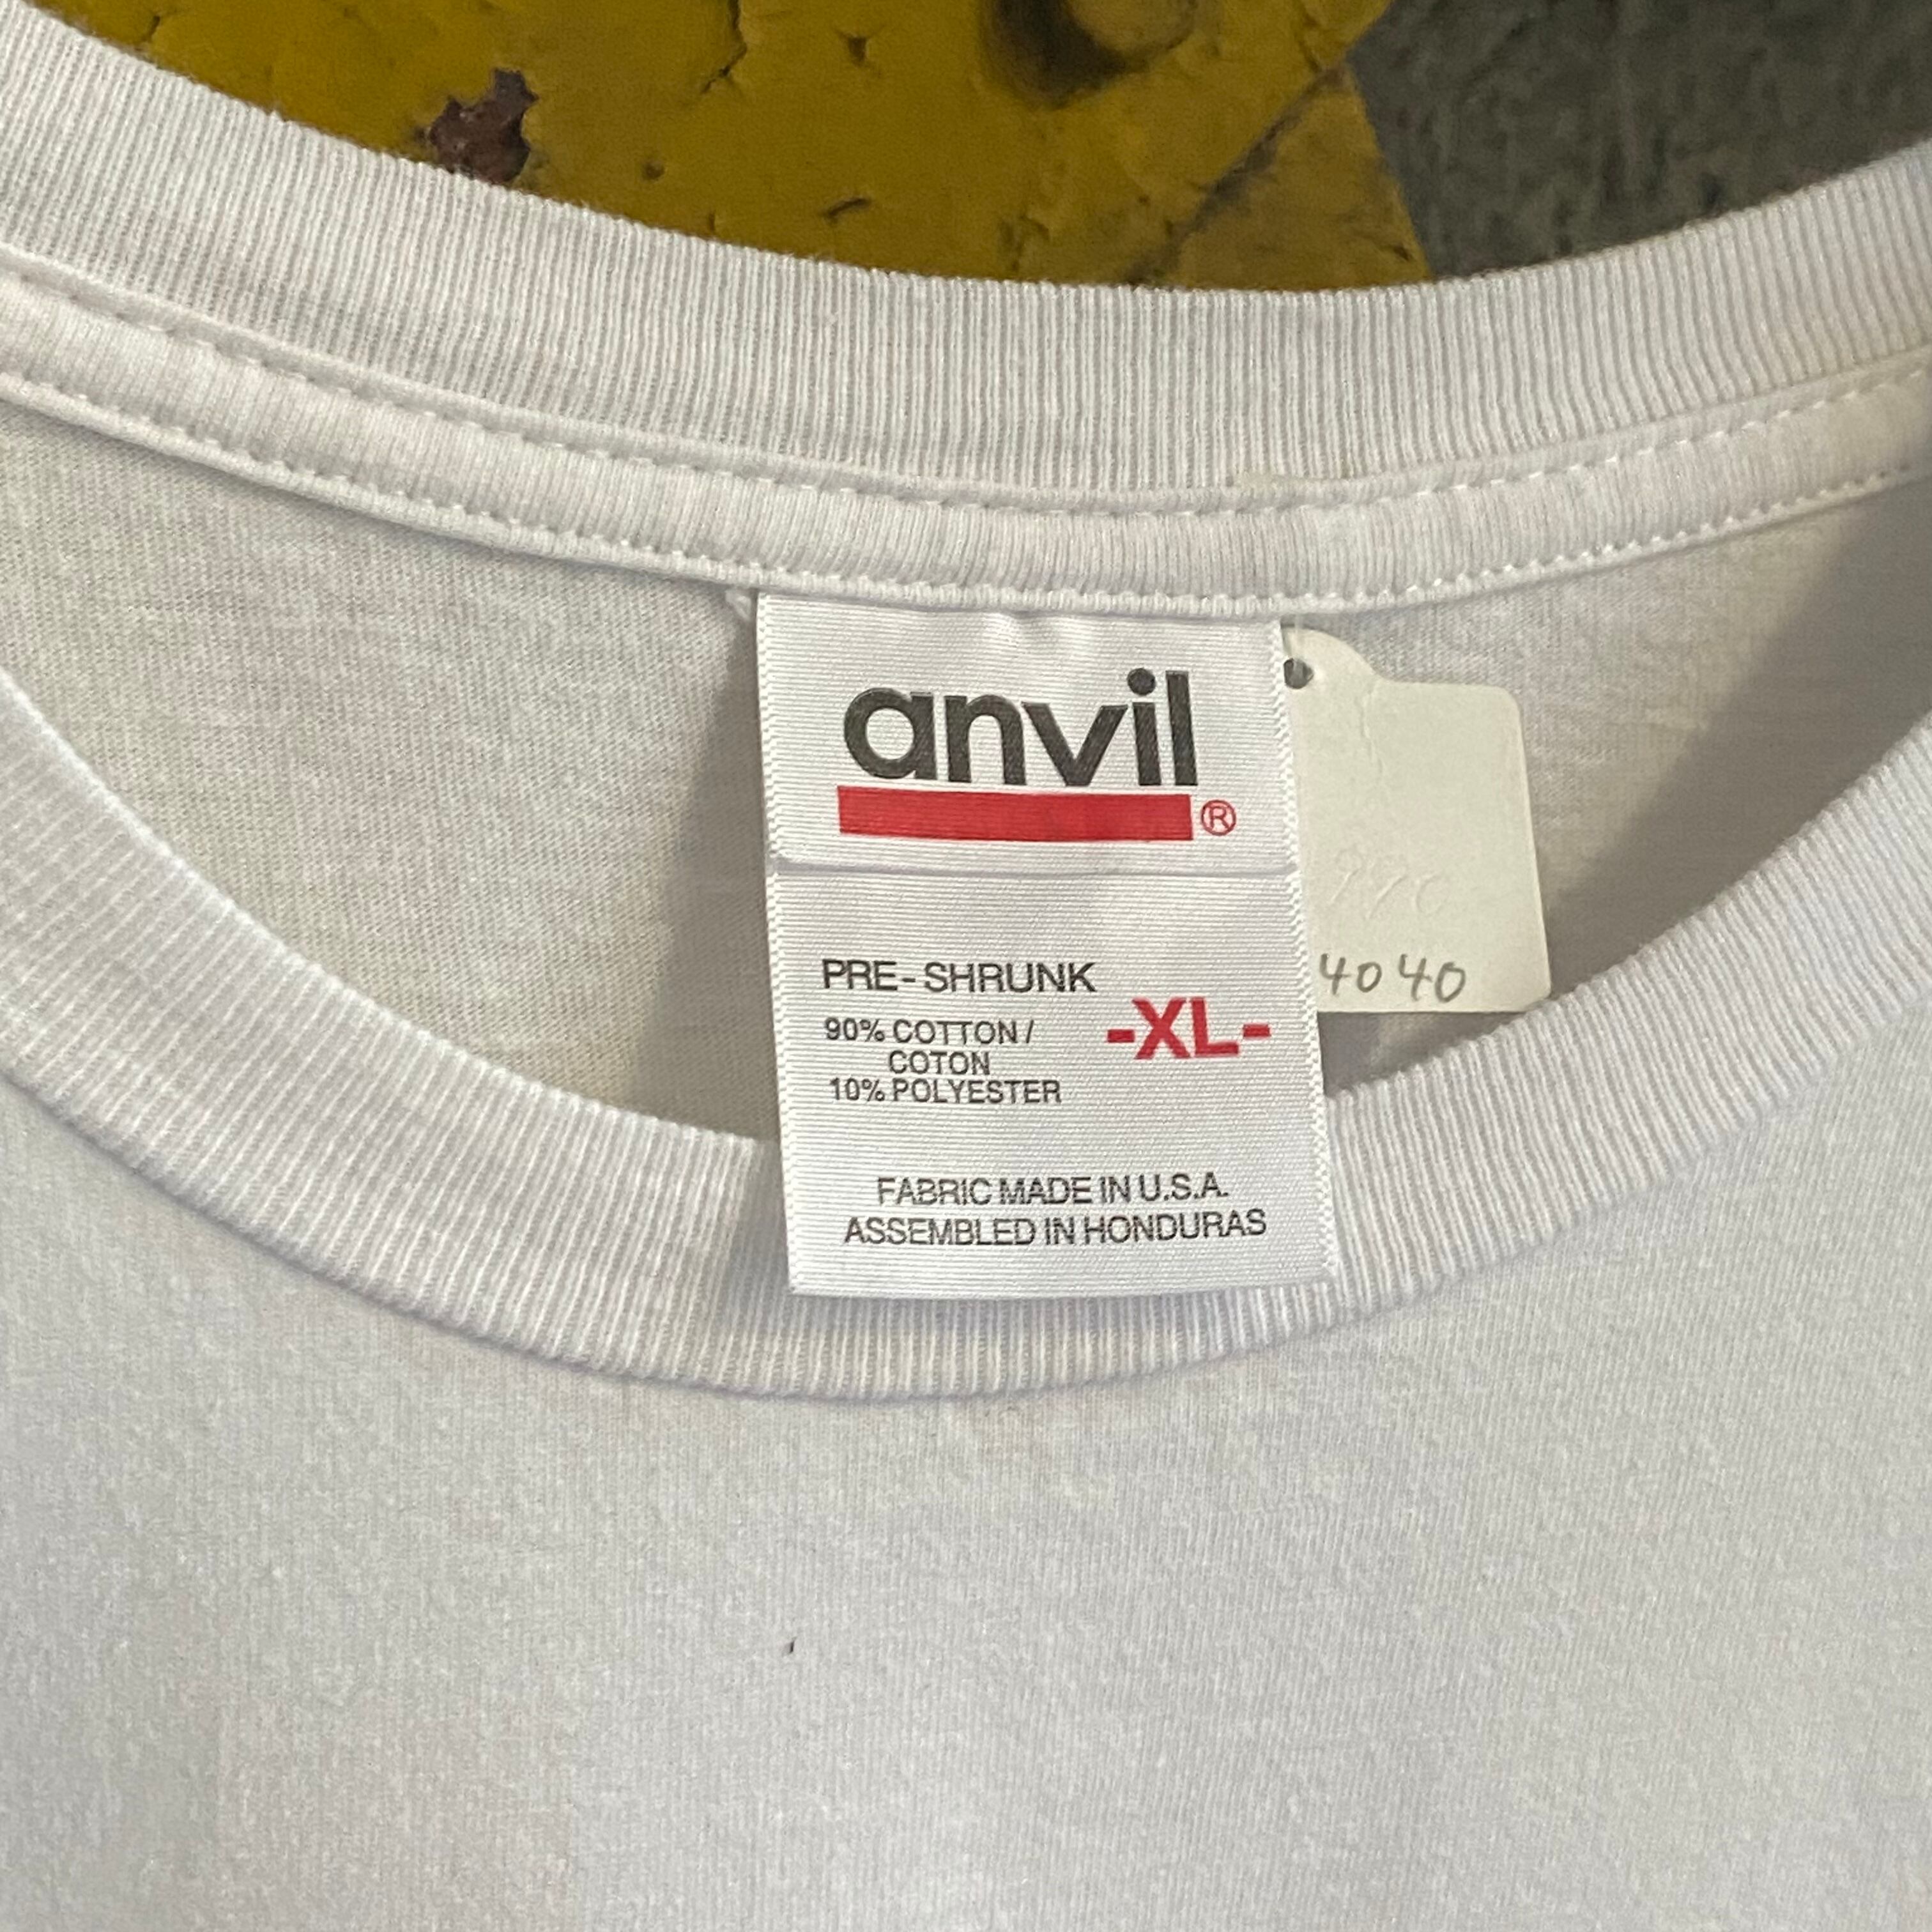 anvil®
PRE-SHRUNK
90% COTTON /
COTON
-XL-
10% POLYESTER
FABRIC MADE IN U.S.A.
ASSEMBLED IN HONDURAS
4040